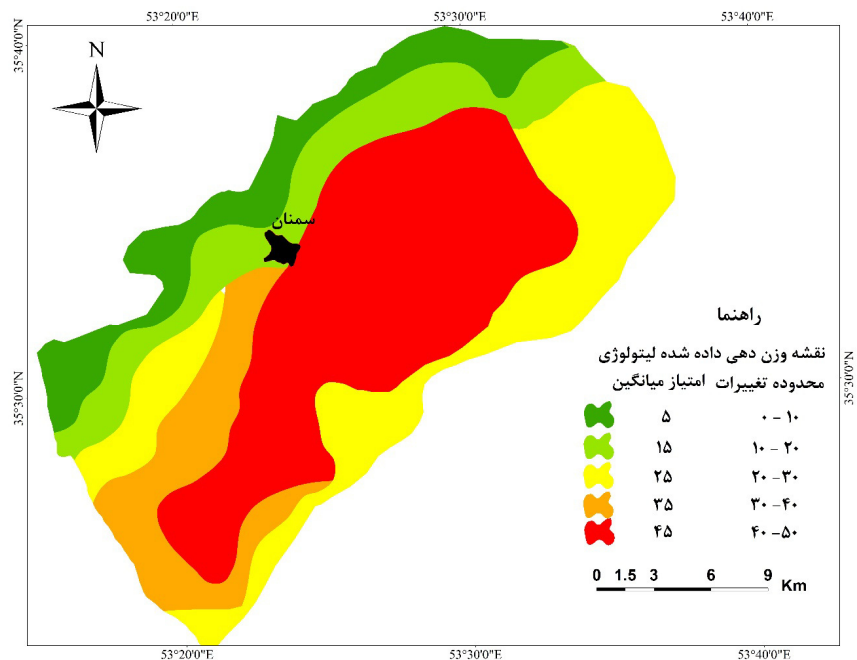 53°20'0"E 53°30'0"E 53°40'0"E
35°40'0"N
N
سمنان
راهنما
نقشه وزن دهی داده شده لیتولوژی
محدوده تغییرات امتیاز میانگین
۰ - ۱۰ ۵
۱۰ - ۲۰ ۱۵
۲۰ - ۳۰ ۲۵
۳۰ - ۴۰ ۳۵
۴۰ - ۵۰ ۴۵
35°30'0"N 35°30'0"N
0 1.5 3 6 9 Km
53°20'0"E 53°30'0"E 53°40'0"E